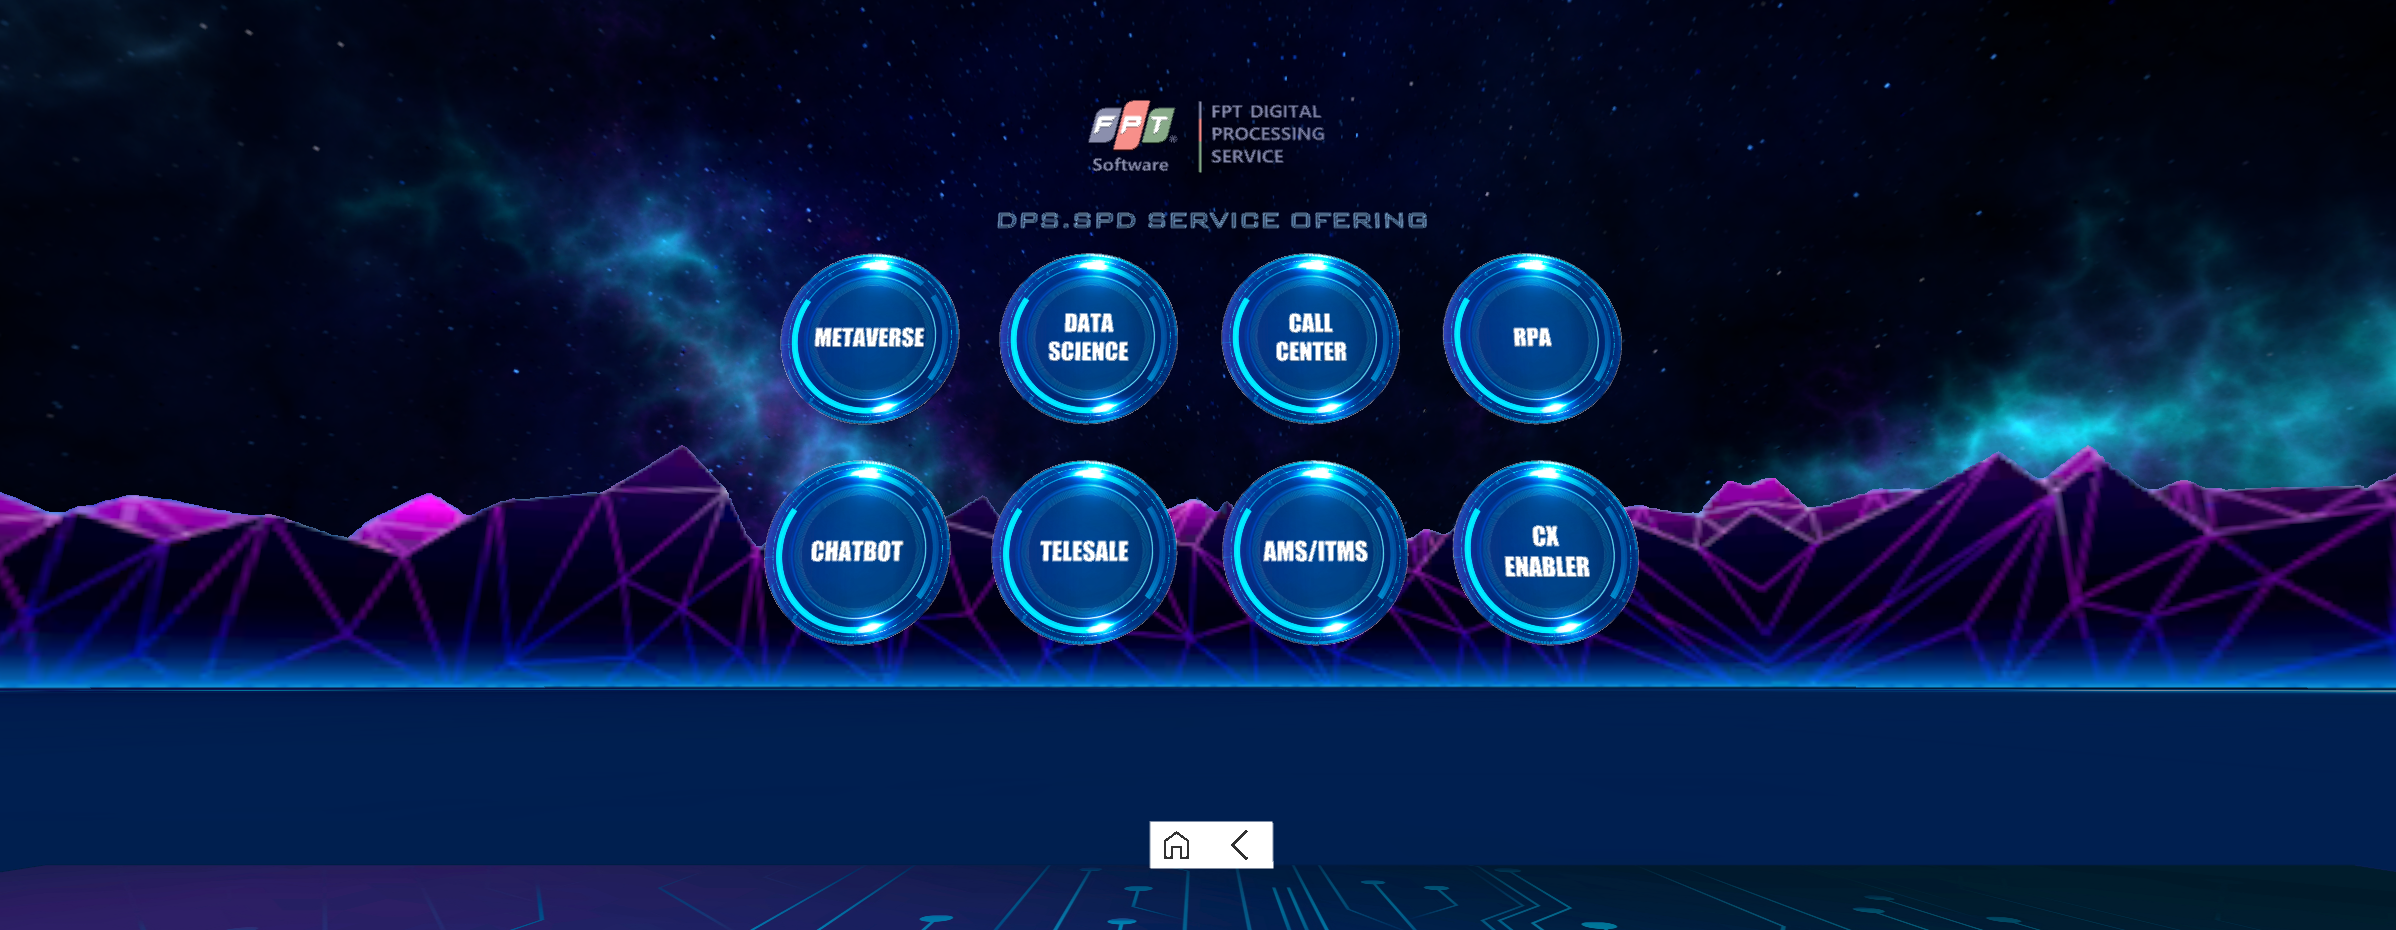 FPT
Software
FPT DIGITAL
PROCESSING
SERVICE
DPS.SPD SERVICE OFERING
METAVERSE
DATA
SCIENCE
CALL
CENTER
RPA
CHATBOT
TELESALE
AMS/ITMS
CX
ENABLER